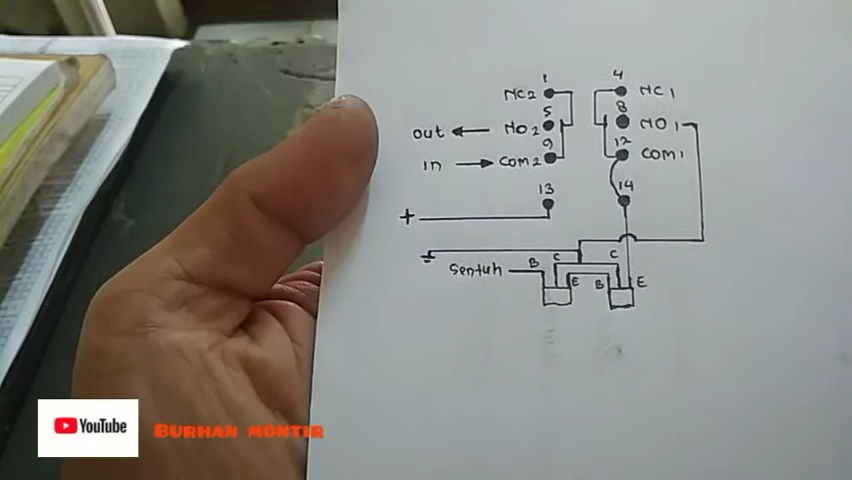 1 4
NC2 NC1
5 8
out NO2 NO1
9 12
in COM2 COM1
13 14
+
B C C
Sentuh E B E
YouTube BURHAN MONTIR